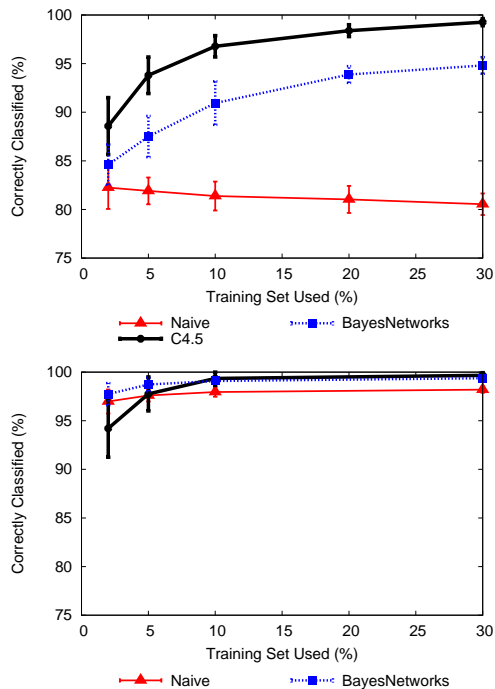 100
95
90
85
80
75
Correctly Classified (%)
0 5 10 15 20 25 30
Training Set Used (%)
Naive BayesNetworks
C4.5
100
95
90
85
80
75
Correctly Classified (%)
0 5 10 15 20 25 30
Training Set Used (%)
Naive BayesNetworks